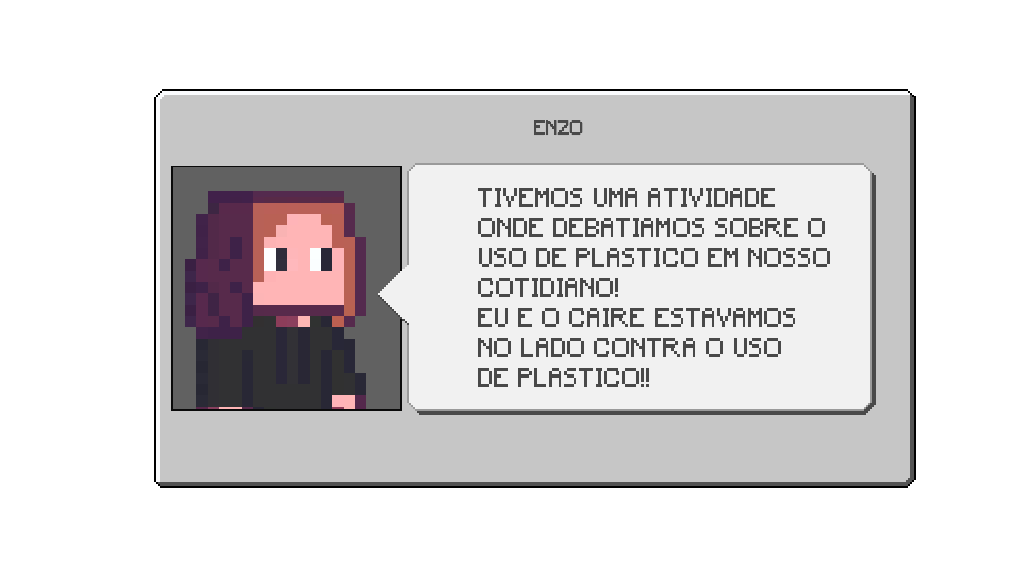 ENZO
TIVEMOS UMA ATIVIDADE
ONDE DEBATIAMOS SOBRE O
USO DE PLASTICO EM NOSSO
COTIDIANO!
EU E O CAIRE ESTAVAMOS
NO LADO CONTRA O USO
DE PLASTICO!!